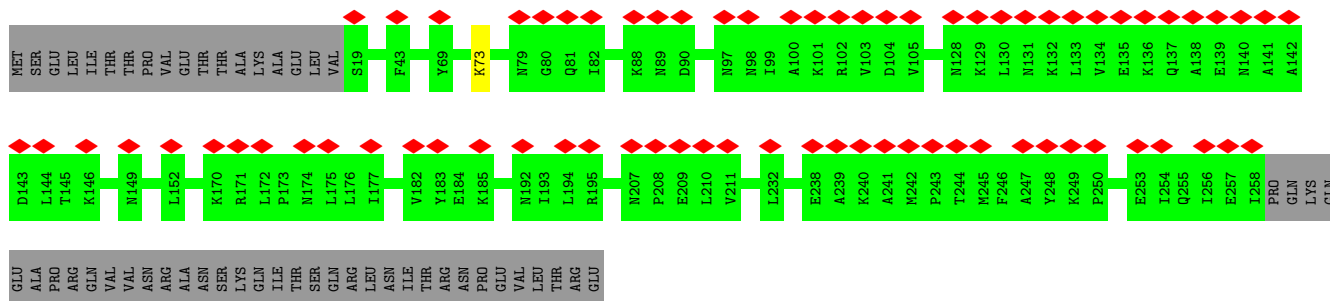 MET SER GLU LEU ILE THR THR PRO VAL GLU THR THR ALA LYS ALA GLU LEU VAL S19 F43 Y69 K73 N79 G80 Q81 I82 K88 N89 D90 N97 N98 I99 A100 K101 R102 V103 D104 V105 N128 K129 L130 N131 K132 L133 V134 E135 K136 Q137 A138 E139 N140 A141 A142
D143 L144 T145 K146 N149 L152 K170 R171 L172 P173 N174 L175 L176 I177 V182 Y183 E184 K185 N192 I193 L194 R195 N207 P208 E209 L210 V211 L232 E238 A239 K240 A241 M242 P243 T244 M245 F246 A247 Y248 K249 P250 E253 I254 Q255 I256 E257 I258 PRO GLN LYS GLN
GLU ALA PRO ARG GLN VAL VAL ASN ARG ALA ASN SER LYS GLN ILE THR SER GLN ARG LEU ASN ILE THR ARG ASN PRO GLU VAL LEU THR ARG GLU